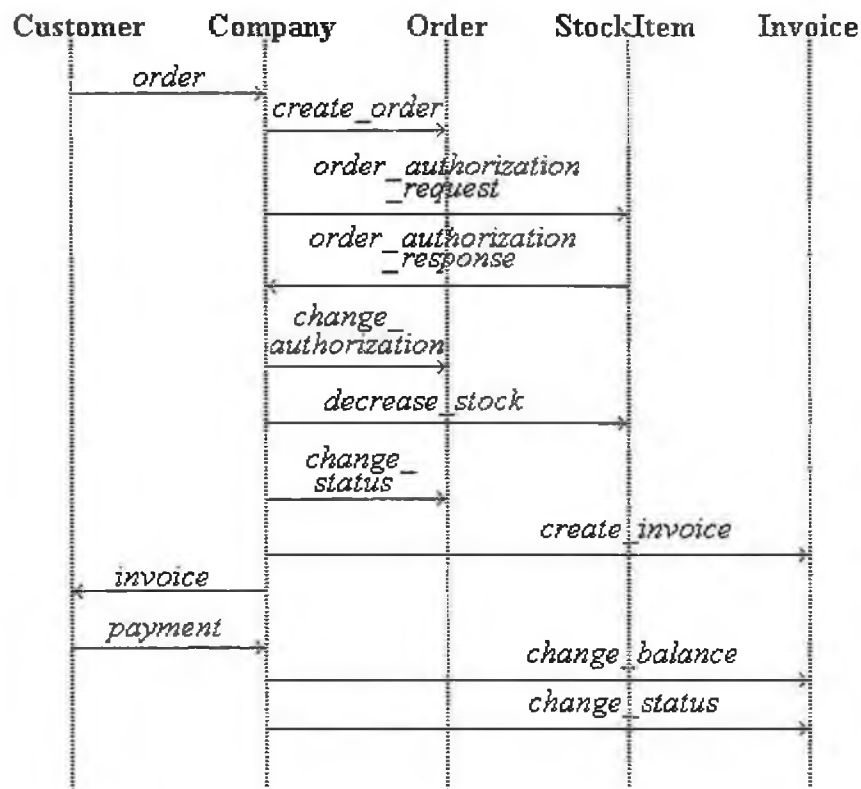 Customer Company Order StockItem Invoice
order
create_order
order_authorization
_request
order_authorization
_response
change_
authorization
decrease_stock
change_
status
create_invoice
invoice
payment
change_balance
change_status